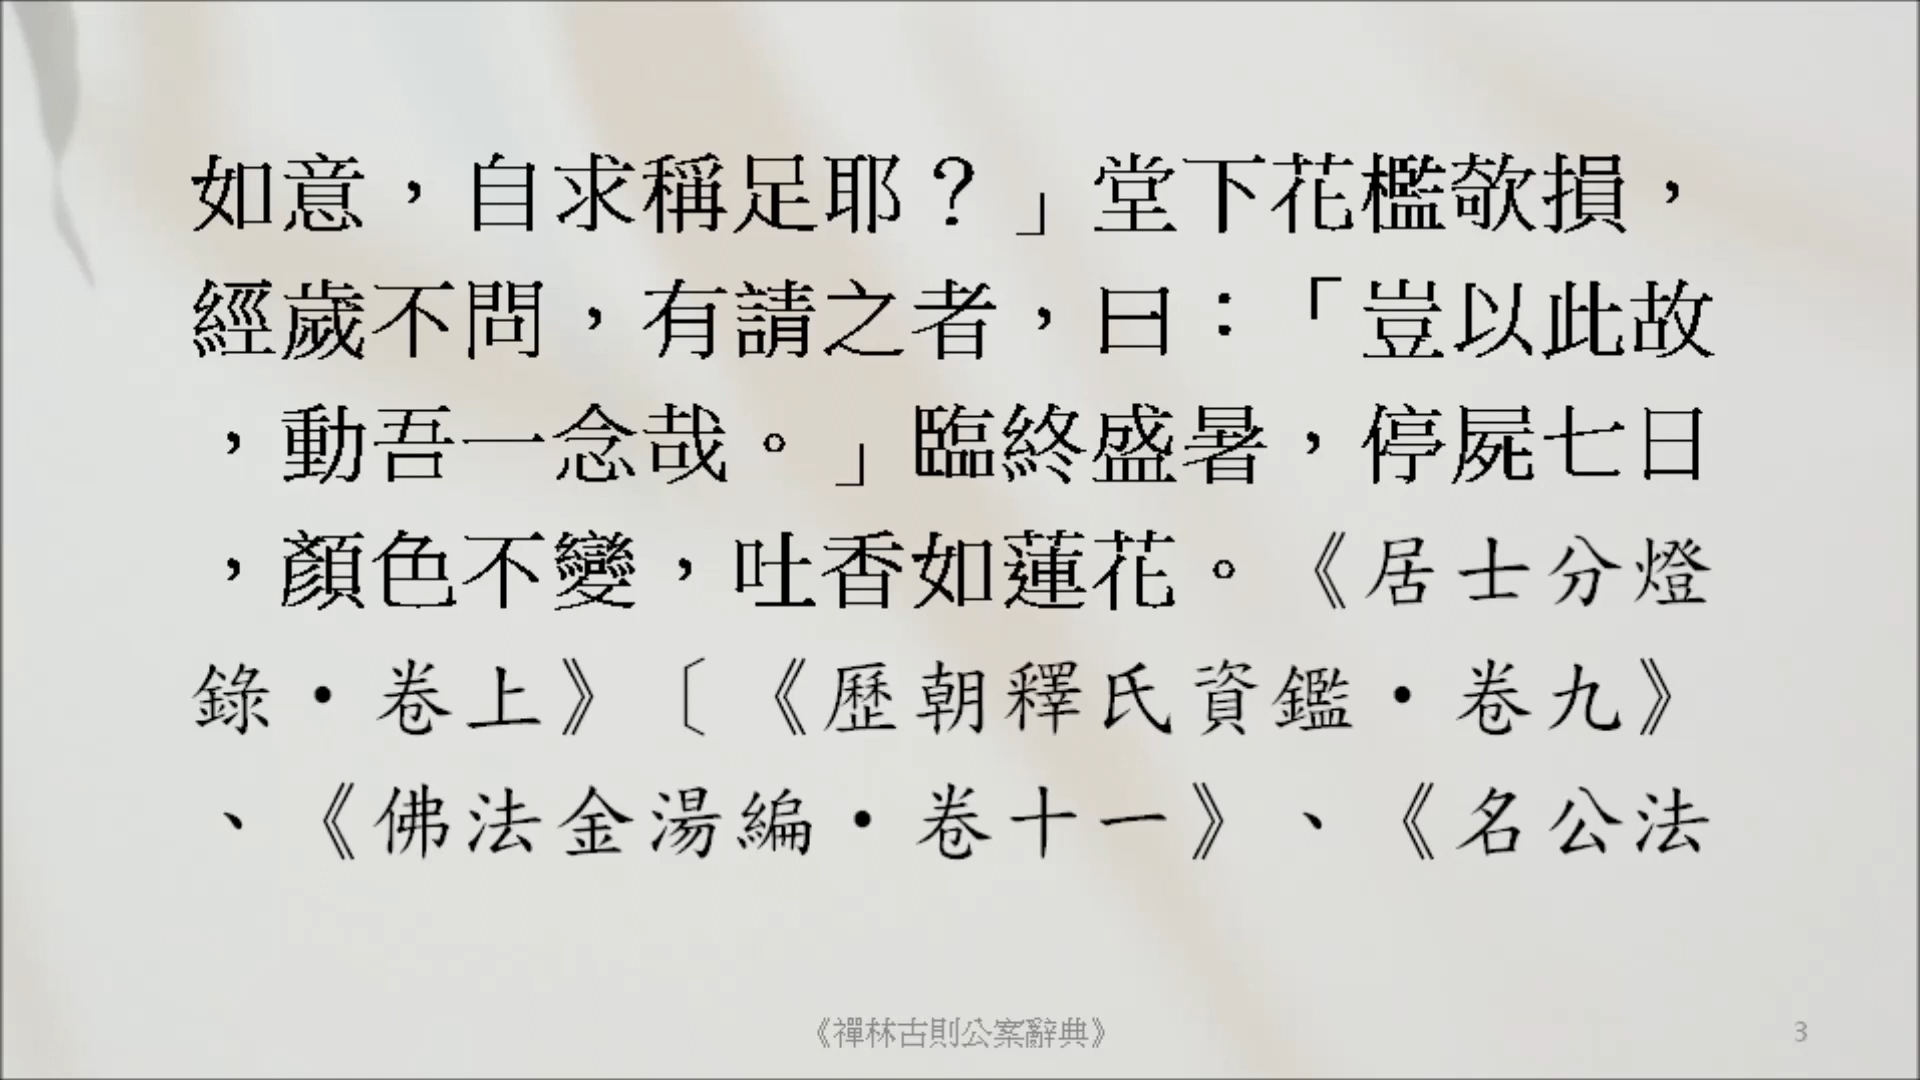 如意，自求稱足耶？」堂下花檻欹損，
經歲不問，有請之者，曰：「豈以此故
，動吾一念哉。」臨終盛暑，停屍七日
，顏色不變，吐香如蓮花。《居士分燈
錄・卷上》〔《歷朝釋氏資鑑・卷九》
、《佛法金湯編・卷十一》、《名公法
《禪林古則公案辭典》
3